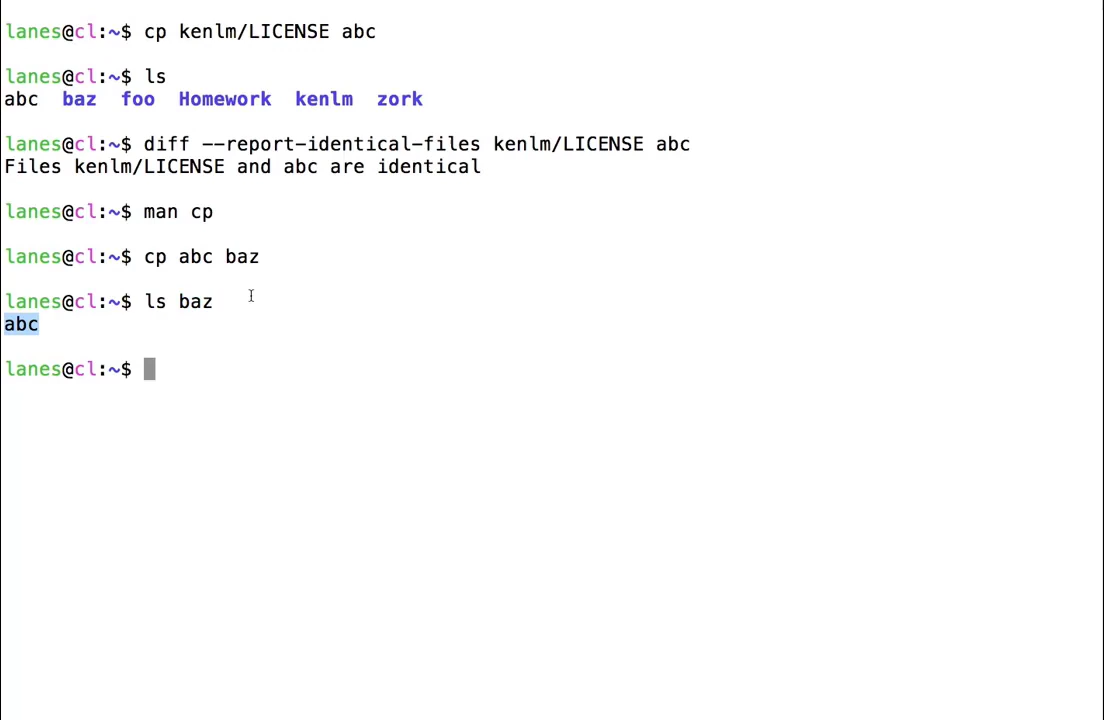 lanes@cl:~$ cp kenlm/LICENSE abc
lanes@cl:~$ ls
abc  baz  foo  Homework  kenlm  zork
lanes@cl:~$ diff --report-identical-files kenlm/LICENSE abc
Files kenlm/LICENSE and abc are identical
lanes@cl:~$ man cp
lanes@cl:~$ cp abc baz
lanes@cl:~$ ls baz
abc
lanes@cl:~$